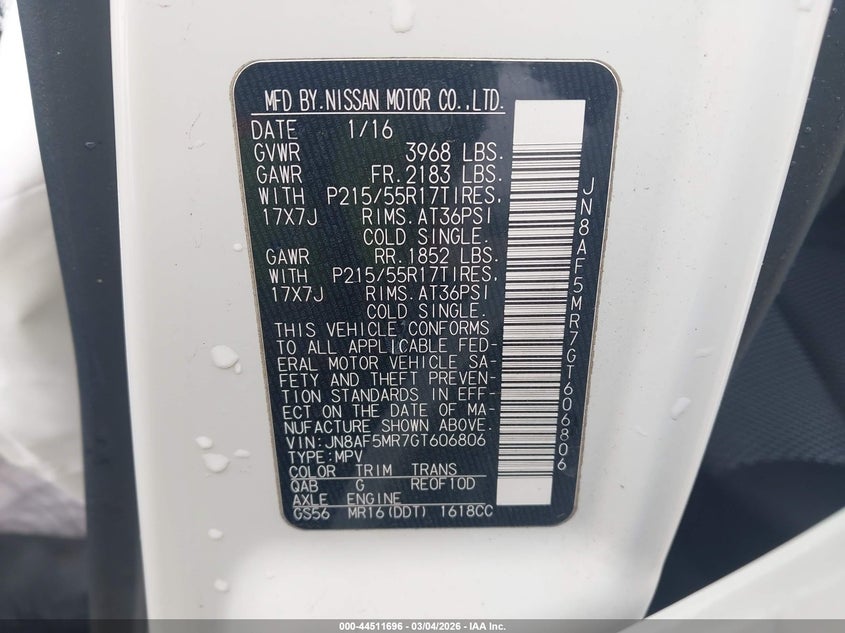 MFD BY.NISSAN MOTOR CO.,LTD.
DATE 1/16
GVWR 3968 LBS.
GAWR FR.2183 LBS.
WITH P215/55R17TIRES,
17X7J RIMS.AT36PSI
COLD SINGLE.
GAWR RR.1852 LBS.
WITH P215/55R17TIRES,
17X7J RIMS.AT36PSI
COLD SINGLE.
THIS VEHICLE CONFORMS
TO ALL APPLICABLE FED-
ERAL MOTOR VEHICLE SA-
FETY AND THEFT PREVEN-
TION STANDARDS IN EFF-
ECT ON THE DATE OF MA-
NUFACTURE SHOWN ABOVE.
VIN:JN8AF5MR7GT606806
TYPE:MPV
COLOR TRIM TRANS
QAB G RE0F10D
AXLE ENGINE
GS56 MR16(DDT) 1618CC
JN8AF5MR7GT606806
000-44511696 - 03/04/2026 - IAA Inc.